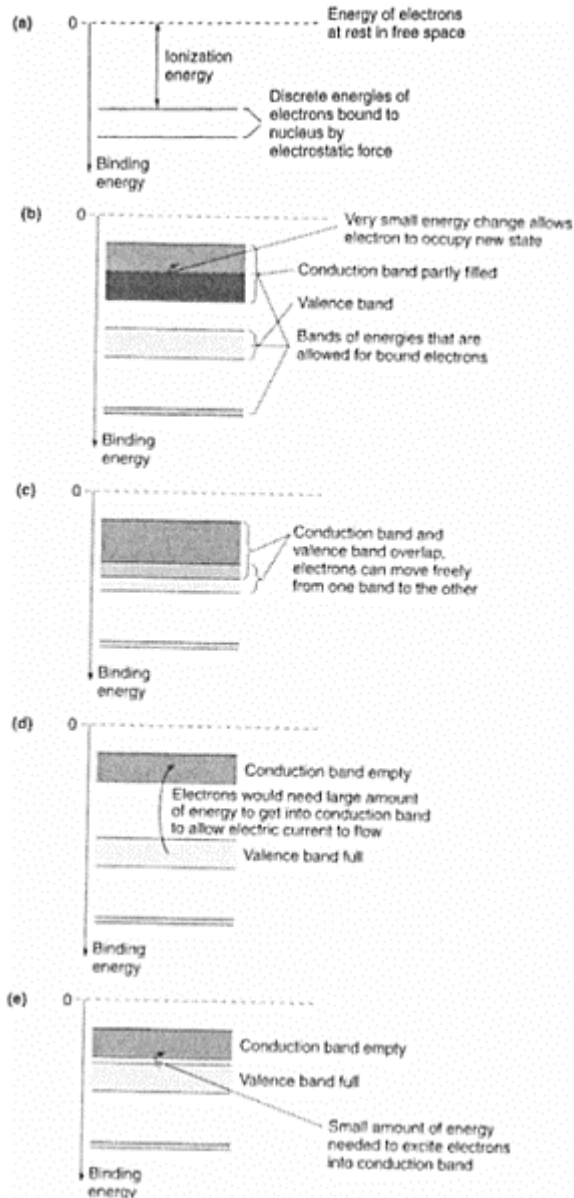 (a)
0
Energy of electrons
at rest in free space
Ionization
energy
Discrete energies of
electrons bound to
nucleus by
electrostatic force
Binding
energy
(b)
0
Very small energy change allows
electron to occupy new state
Conduction band partly filled
Valence band
Bands of energies that are
allowed for bound electrons
Binding
energy
(c)
0
Conduction band and
valence band overlap,
electrons can move freely
from one band to the other
Binding
energy
(d)
0
Conduction band empty
Electrons would need large amount
of energy to get into conduction band
to allow electric current to flow
Valence band full
Binding
energy
(e)
0
Conduction band empty
Valence band full
Small amount of energy
needed to excite electrons
into conduction band
Binding
energy